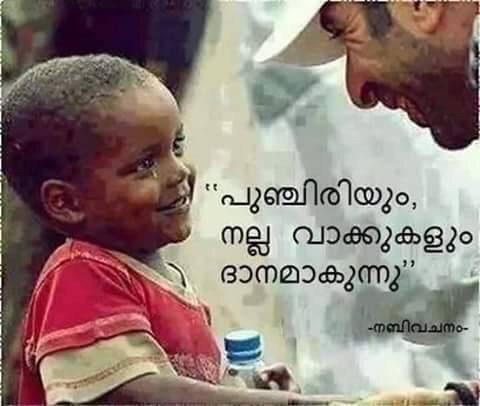 “പുഞ്ചിരിയും,
നല്ല വാക്കുകളും
ദാനമാകുന്നു”
-നബിവചനം-